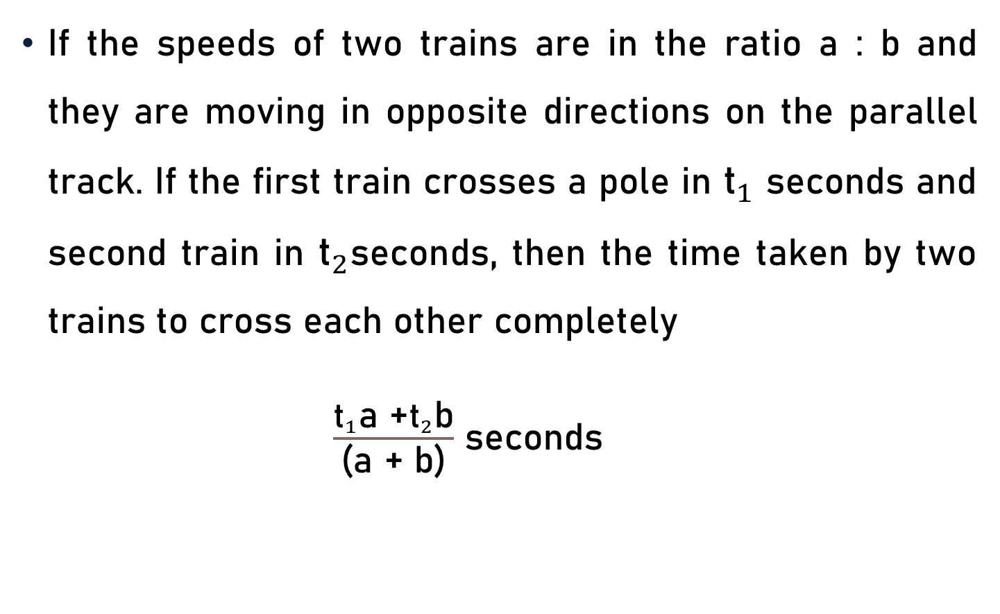 • If the speeds of two trains are in the ratio a : b and
they are moving in opposite directions on the parallel
track. If the first train crosses a pole in t₁ seconds and
second train in t₂seconds, then the time taken by two
trains to cross each other completely
t₁a +t₂b
(a + b)
seconds